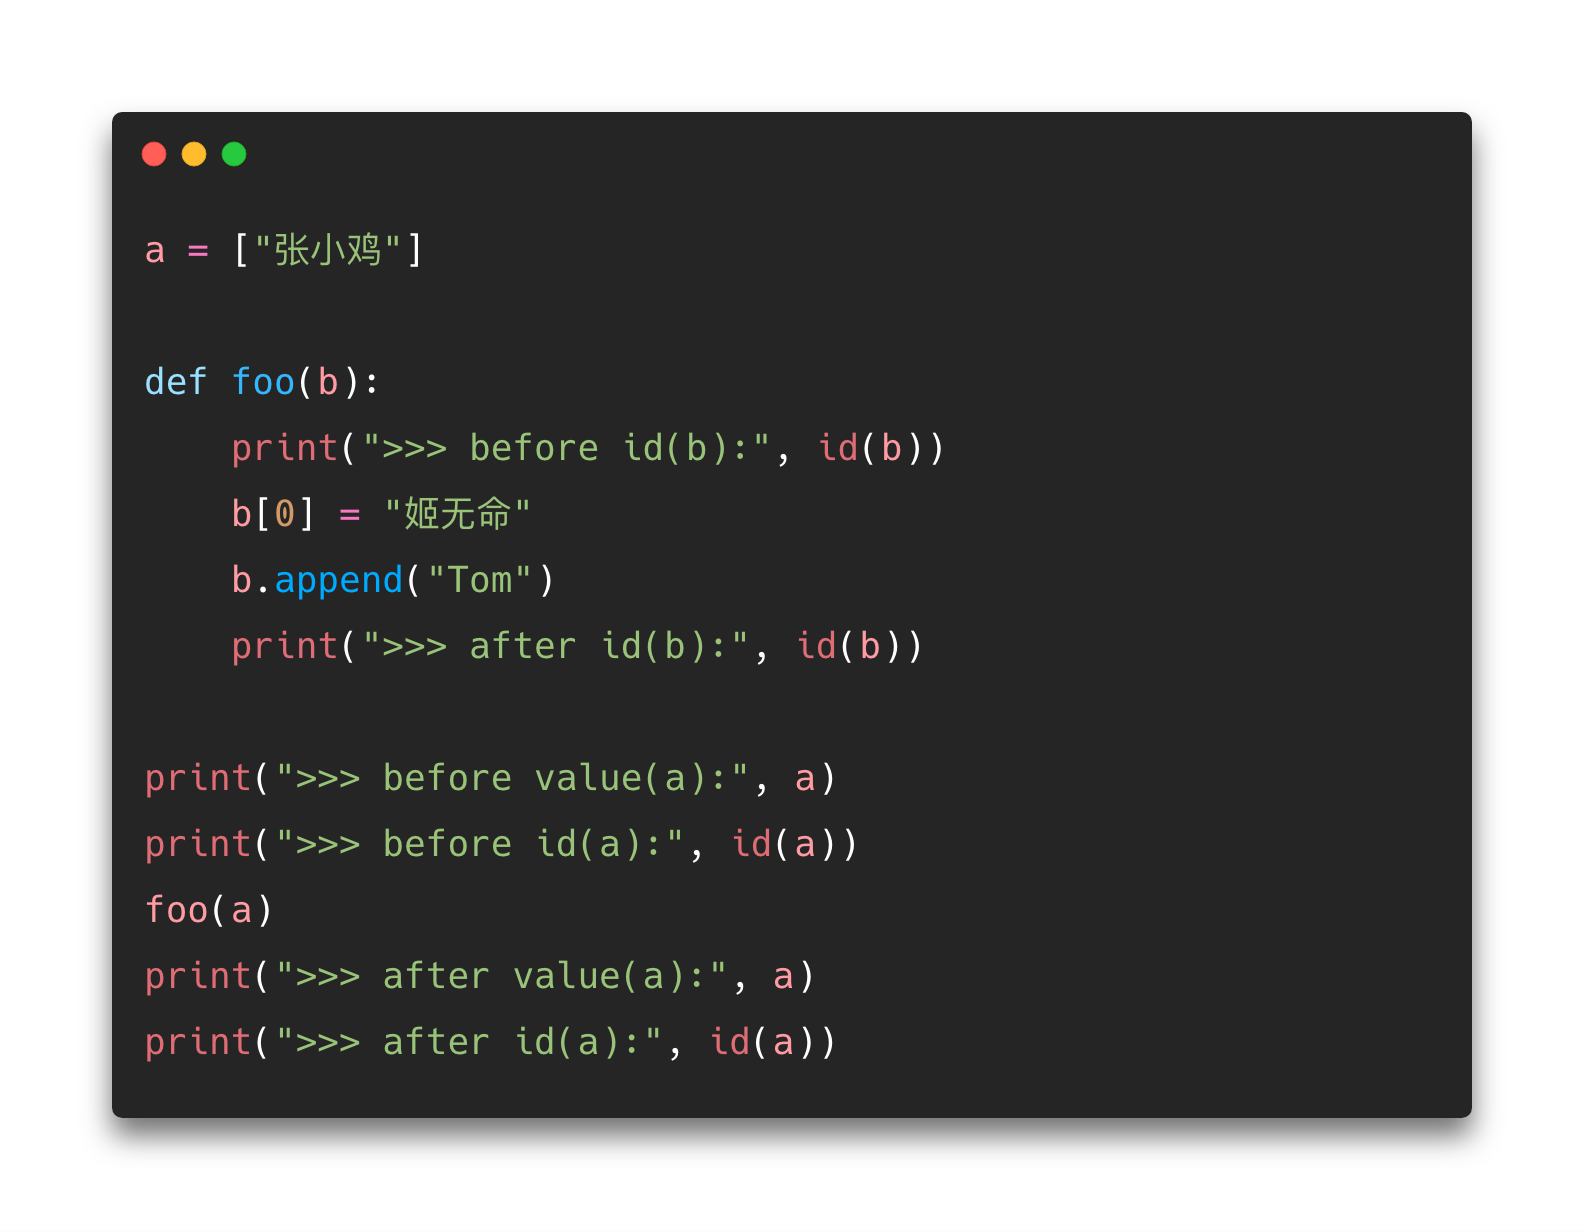 a = ["张小鸡"]
def foo(b):
    print(">>> before id(b):", id(b))
    b[0] = "姬无命"
    b.append("Tom")
    print(">>> after id(b):", id(b))
print(">>> before value(a):", a)
print(">>> before id(a):", id(a))
foo(a)
print(">>> after value(a):", a)
print(">>> after id(a):", id(a))